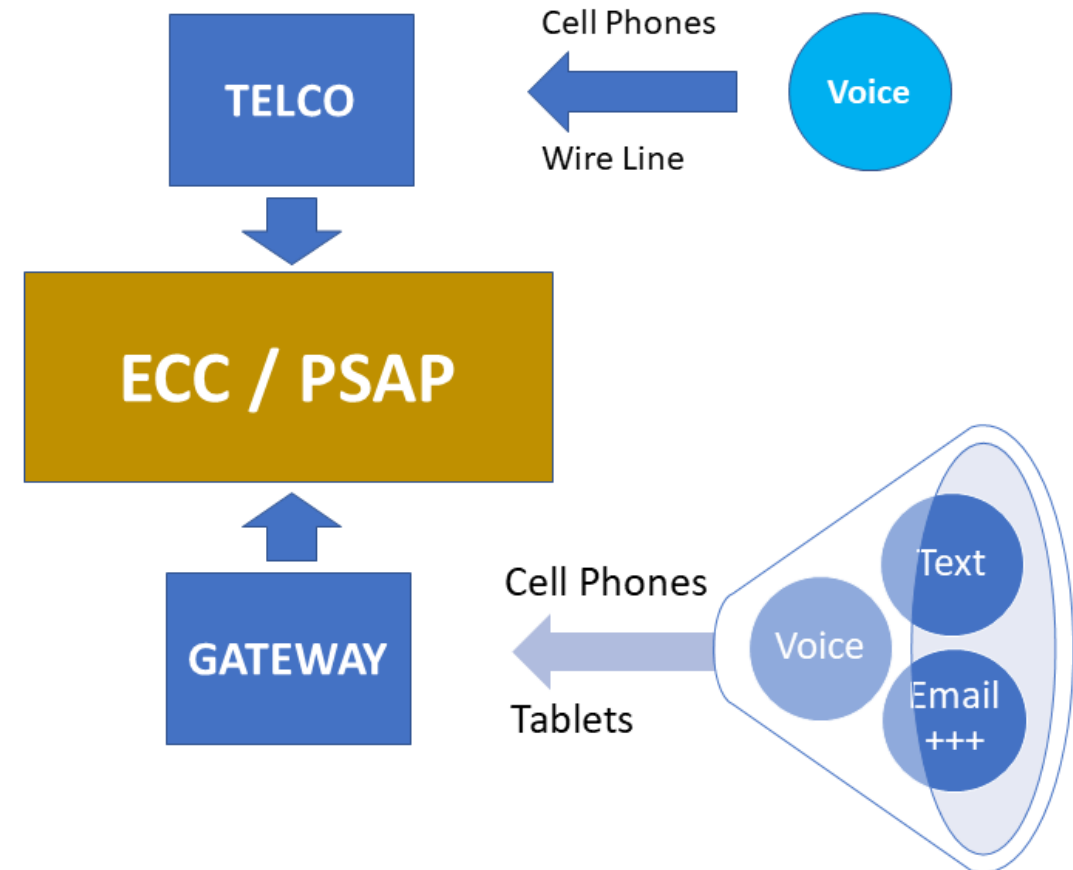 Cell Phones
TELCO
Voice
Wire Line
ECC / PSAP
Text
Cell Phones
Voice
GATEWAY
Email
+++
Tablets